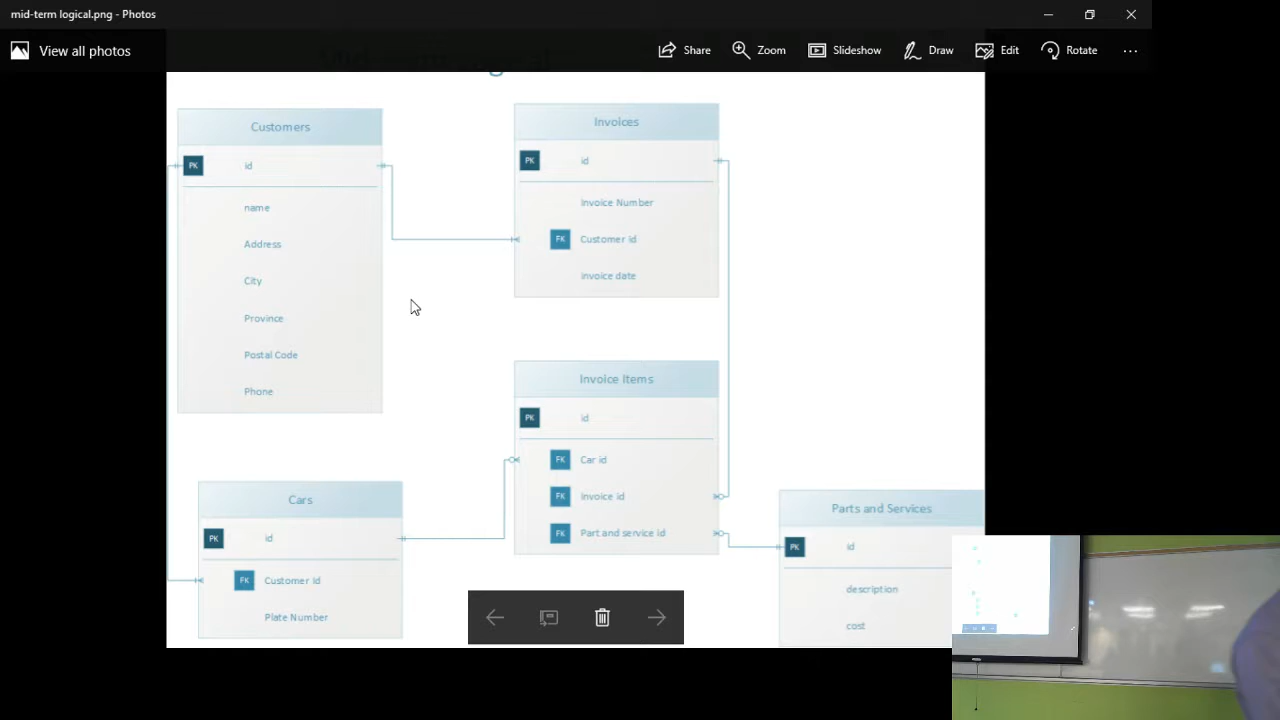 mid-term logical.png - Photos
View all photos
Share
Zoom
Slideshow
Draw
Edit
Rotate
Customers
PK id
name
Address
City
Province
Postal Code
Phone
Invoices
PK id
Invoice Number
FK Customer Id
invoice date
Invoice Items
PK id
FK Car id
FK Invoice id
FK Part and service id
Cars
PK id
FK Customer Id
Plate Number
Parts and Services
PK id
description
cost